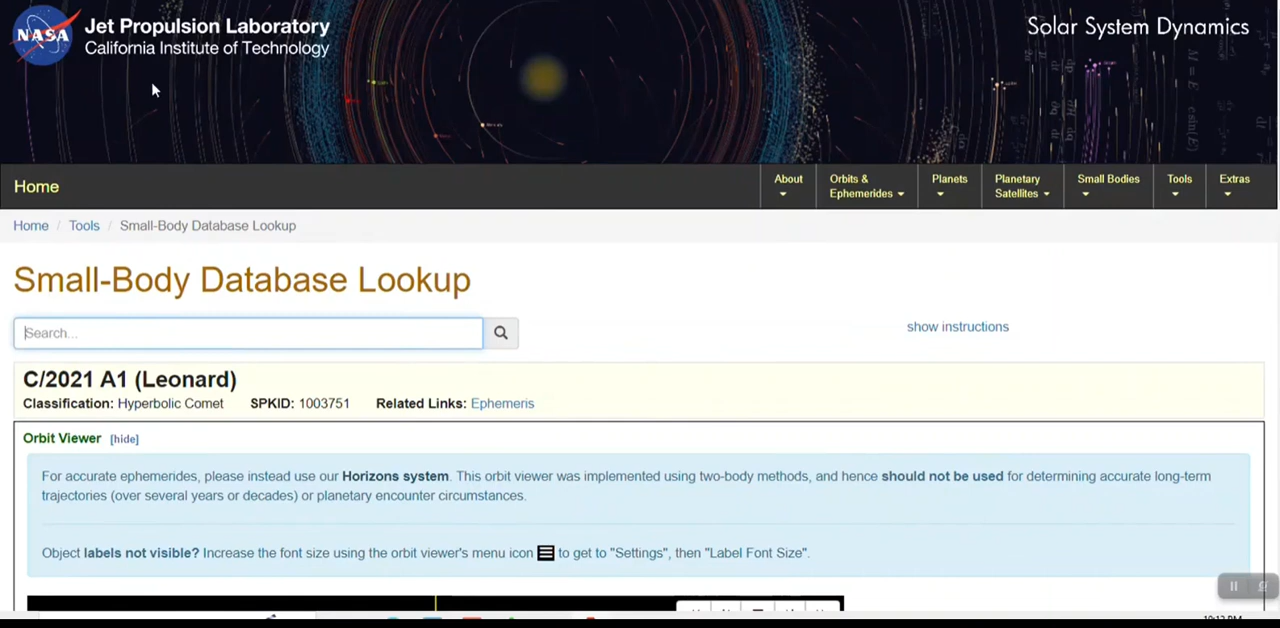 NASA
Jet Propulsion Laboratory
California Institute of Technology
Solar System Dynamics
Home
About
Orbits &
Ephemerides
Planets
Planetary
Satellites
Small Bodies
Tools
Extras
Home / Tools / Small-Body Database Lookup
Small-Body Database Lookup
Search...
show instructions
C/2021 A1 (Leonard)
Classification: Hyperbolic Comet SPKID: 1003751 Related Links: Ephemeris
Orbit Viewer [hide]
For accurate ephemerides, please instead use our Horizons system. This orbit viewer was implemented using two-body methods, and hence should not be used for determining accurate long-term
trajectories (over several years or decades) or planetary encounter circumstances.
Object labels not visible? Increase the font size using the orbit viewer's menu icon to get to "Settings", then "Label Font Size".